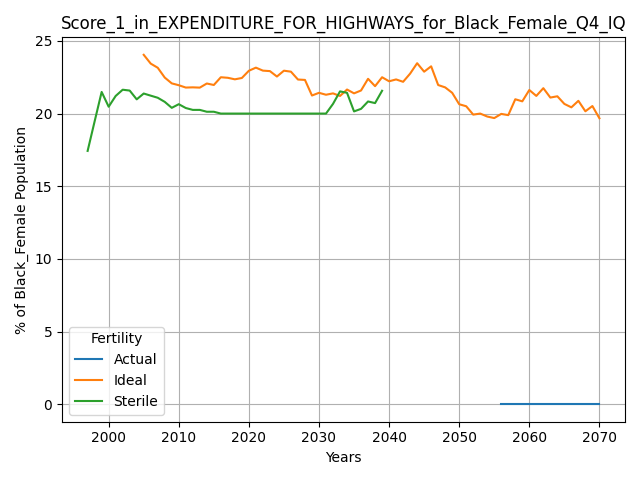 Score_1_in_EXPENDITURE_FOR_HIGHWAYS_for_Black_Female_Q4_IQ
% of Black_Female Population
25
20
15
10
5
0
Fertility
Actual
Ideal
Sterile
2000 2010 2020 2030 2040 2050 2060 2070
Years